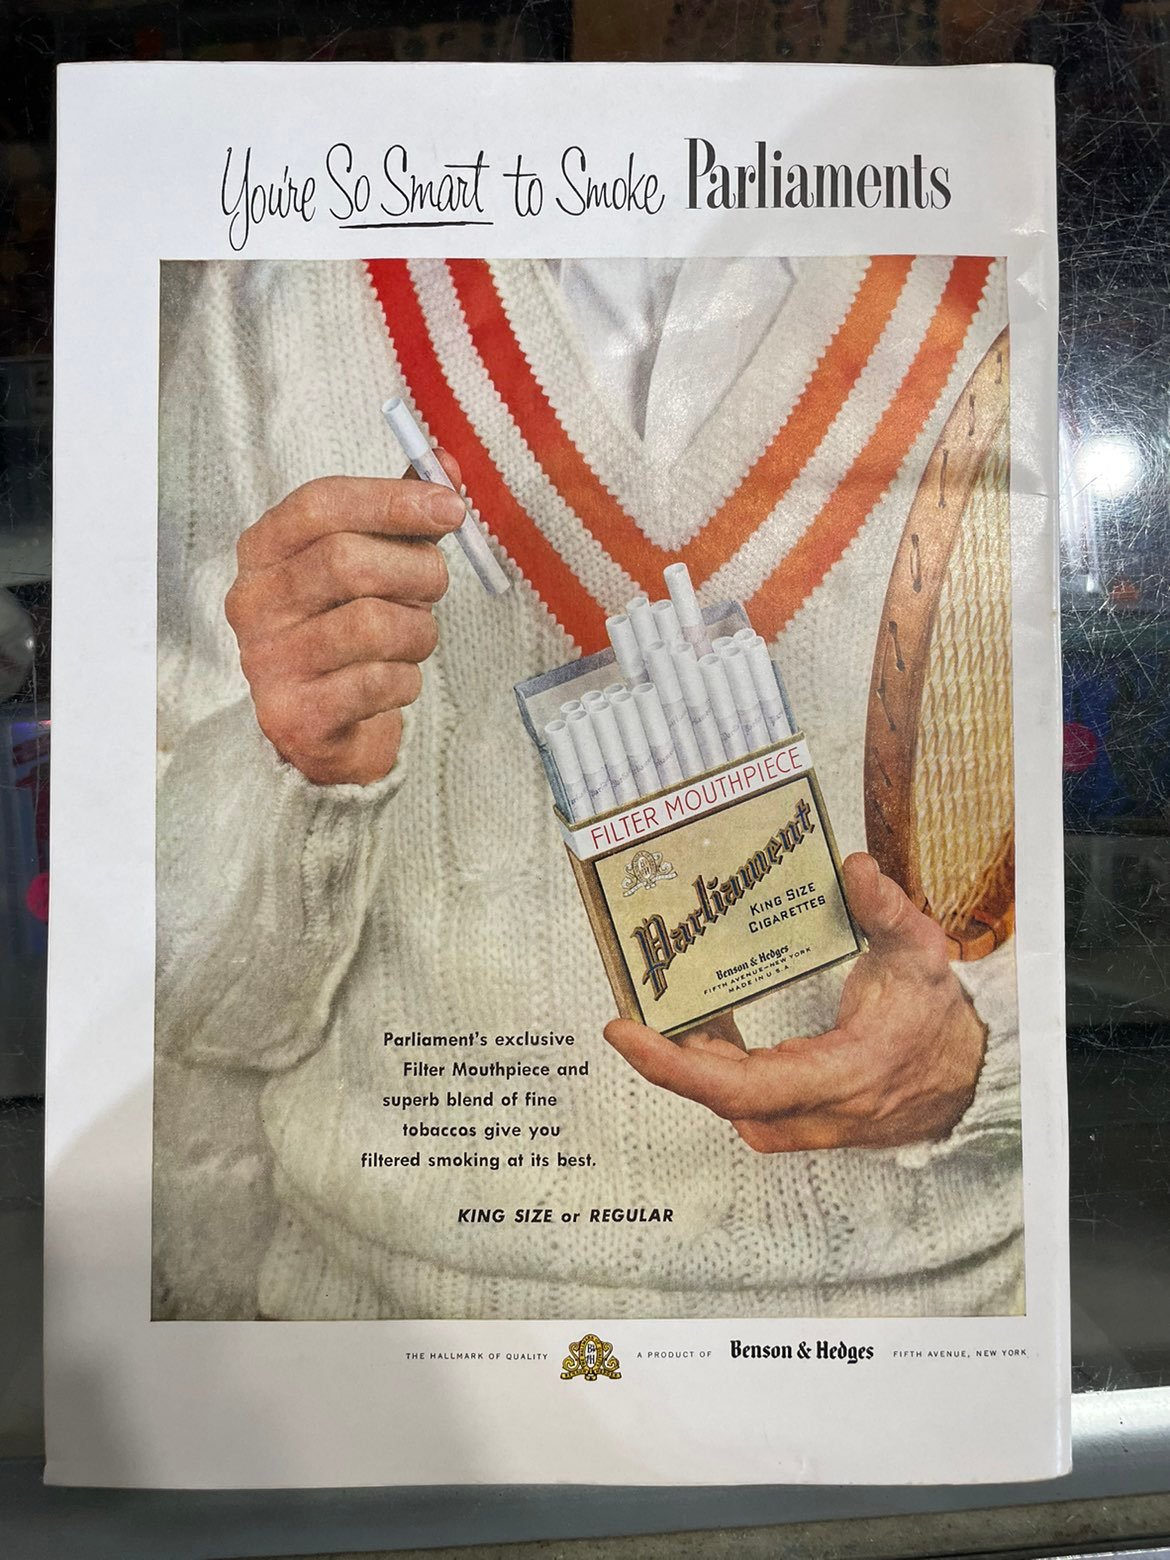 You're So Smart to Smoke Parliaments
FILTER MOUTHPIECE
Parliament
KING SIZE
CIGARETTES
Benson & Hedges
FIFTH AVENUE–NEW YORK
MADE IN U.S.A.
Parliament's exclusive
Filter Mouthpiece and
superb blend of fine
tobaccos give you
filtered smoking at its best.
KING SIZE or REGULAR
THE HALLMARK OF QUALITY
A PRODUCT OF Benson & Hedges FIFTH AVENUE, NEW YORK